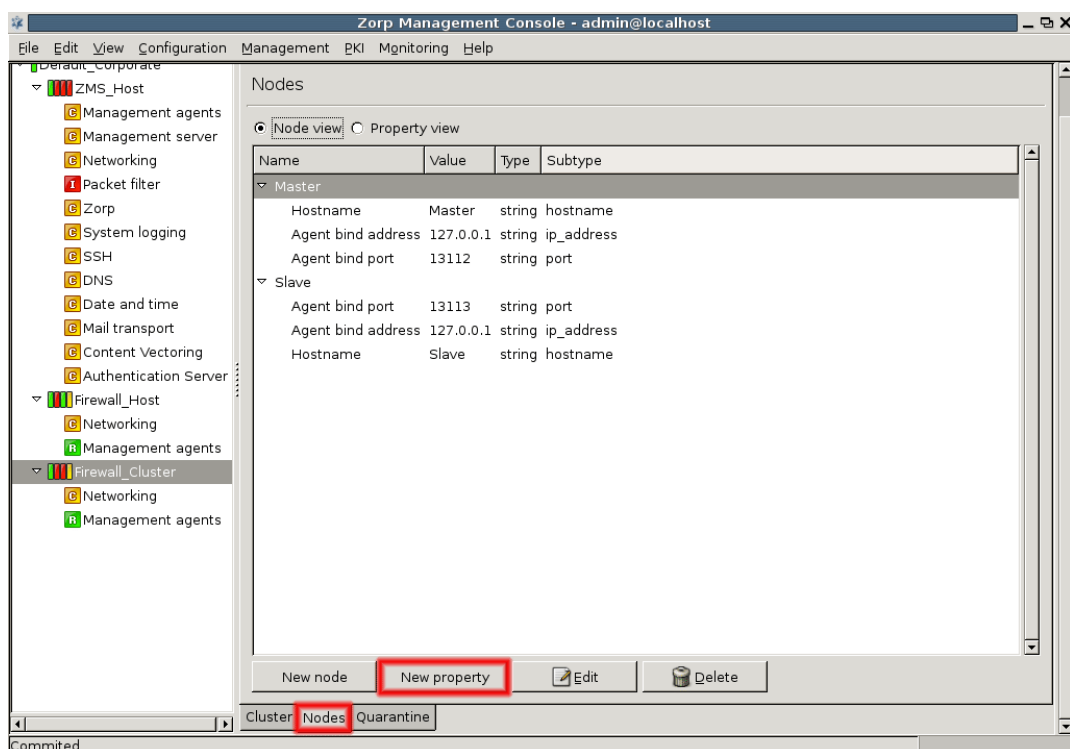 Zorp Management Console - admin@localhost
File Edit View Configuration Management PKI Monitoring Help
Default_Corporate
ZMS_Host
C Management agents
C Management server
C Networking
I Packet filter
C Zorp
C System logging
C SSH
C DNS
C Date and time
C Mail transport
C Content Vectoring
C Authentication Server
Firewall_Host
C Networking
R Management agents
Firewall_Cluster
C Networking
R Management agents
Nodes
Node view Property view
Name Value Type Subtype
Master
Hostname Master string hostname
Agent bind address 127.0.0.1 string ip_address
Agent bind port 13112 string port
Slave
Agent bind port 13113 string port
Agent bind address 127.0.0.1 string ip_address
Hostname Slave string hostname
New node New property Edit Delete
Cluster Nodes Quarantine
Commited